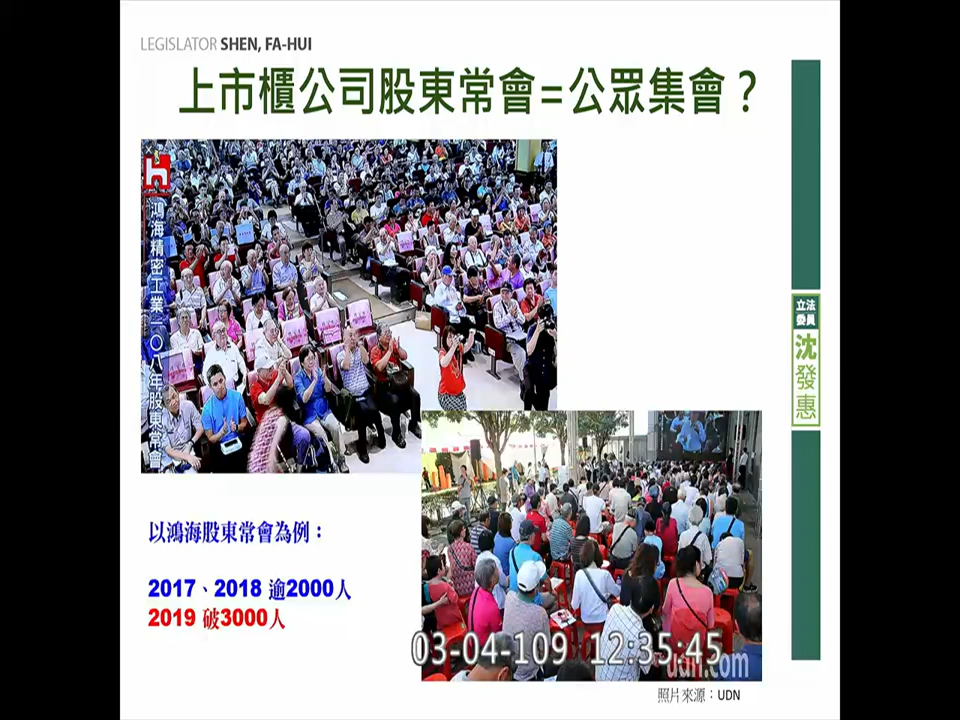 LEGISLATOR SHEN, FA-HUI
上市櫃公司股東常會=公眾集會？
鴻海精密工業一〇八年股東常會
立法
委員
沈發惠
以鴻海股東常會為例：
2017、2018 逾2000人
2019 破3000人
03-04-109 12:35:45
udn.com
照片來源：UDN